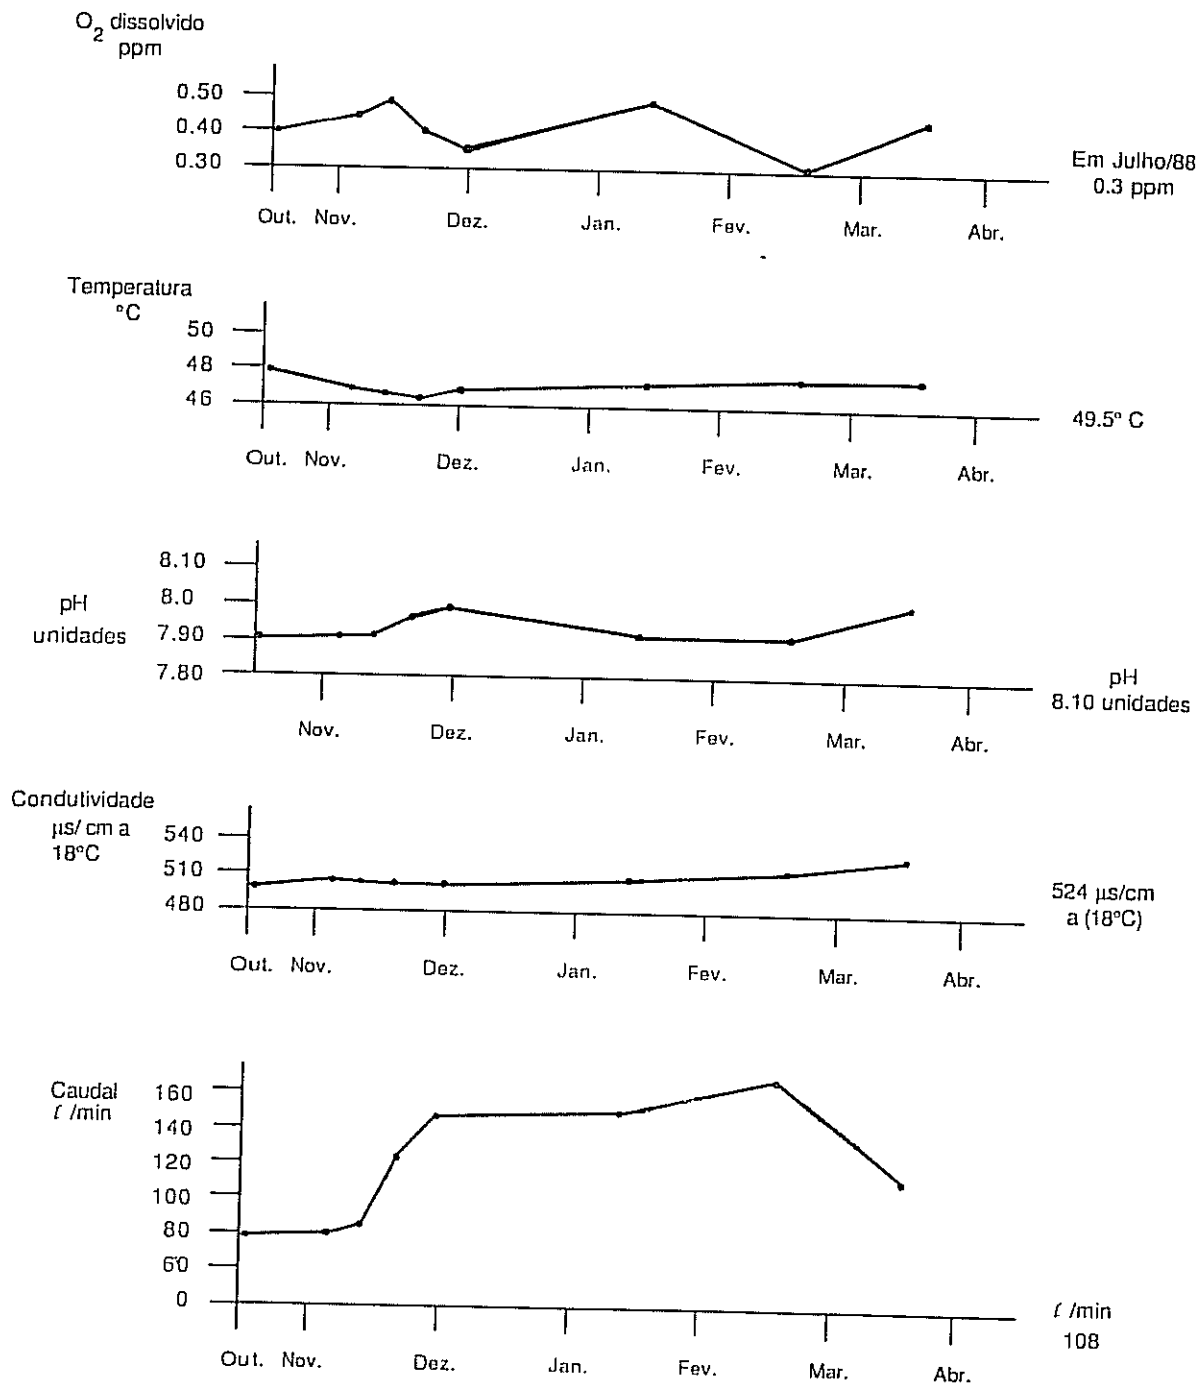 O2 dissolvido
ppm
0.50
0.40
0.30
Out. Nov. Dez. Jan. Fev. Mar. Abr.
Em Julho/88
0.3 ppm
Temperatura
°C
50
48
46
Out. Nov. Dez. Jan. Fev. Mar. Abr.
49.5° C
pH
unidades
8.10
8.0
7.90
7.80
Nov. Dez. Jan. Fev. Mar. Abr.
pH
8.10 unidades
Condutividade
µs/ cm a
18°C
540
510
480
Out. Nov. Dez. Jan. Fev. Mar. Abr.
524 µs/cm
a (18°C)
Caudal
ℓ /min
160
140
120
100
80
60
0
Out. Nov. Dez. Jan. Fev. Mar. Abr.
ℓ /min
108